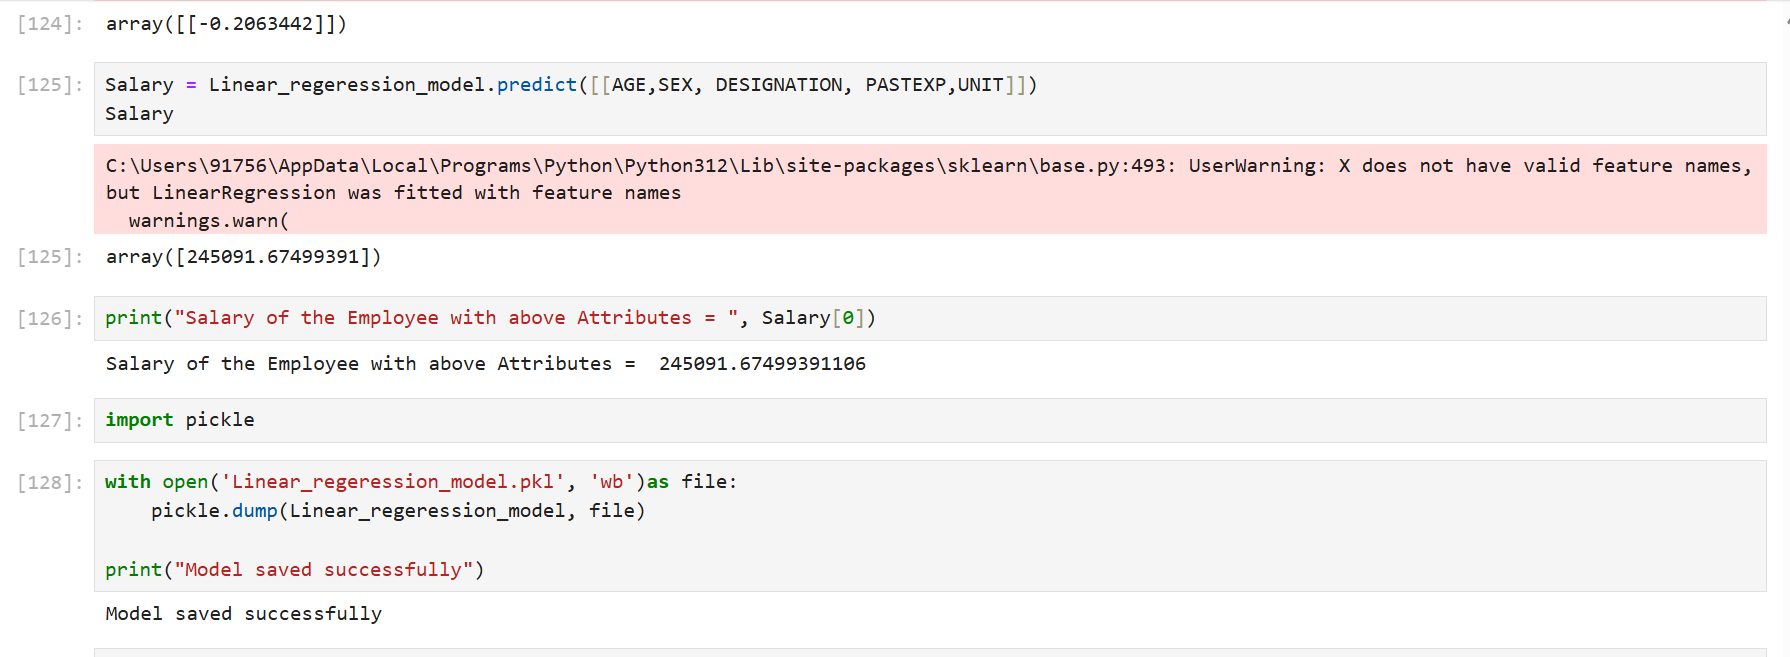 [124]: array([[-0.2063442]])
[125]: Salary = Linear_regeression_model.predict([[AGE,SEX, DESIGNATION, PASTEXP,UNIT]])
Salary
C:\Users\91756\AppData\Local\Programs\Python\Python312\Lib\site-packages\sklearn\base.py:493: UserWarning: X does not have valid feature names,
but LinearRegression was fitted with feature names
  warnings.warn(
[125]: array([245091.67499391])
[126]: print("Salary of the Employee with above Attributes = ", Salary[0])
Salary of the Employee with above Attributes =  245091.67499391106
[127]: import pickle
[128]: with open('Linear_regeression_model.pkl', 'wb')as file:
    pickle.dump(Linear_regeression_model, file)
print("Model saved successfully")
Model saved successfully